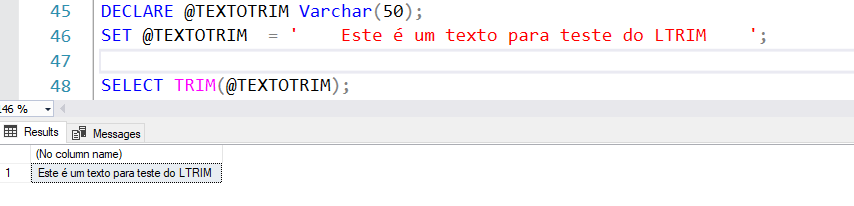 45 DECLARE @TEXTOTRIM Varchar(50);
46 SET @TEXTOTRIM  = '    Este é um texto para teste do LTRIM    ';
47
48 SELECT TRIM(@TEXTOTRIM);
146 %
Results Messages
(No column name)
1 Este é um texto para teste do LTRIM